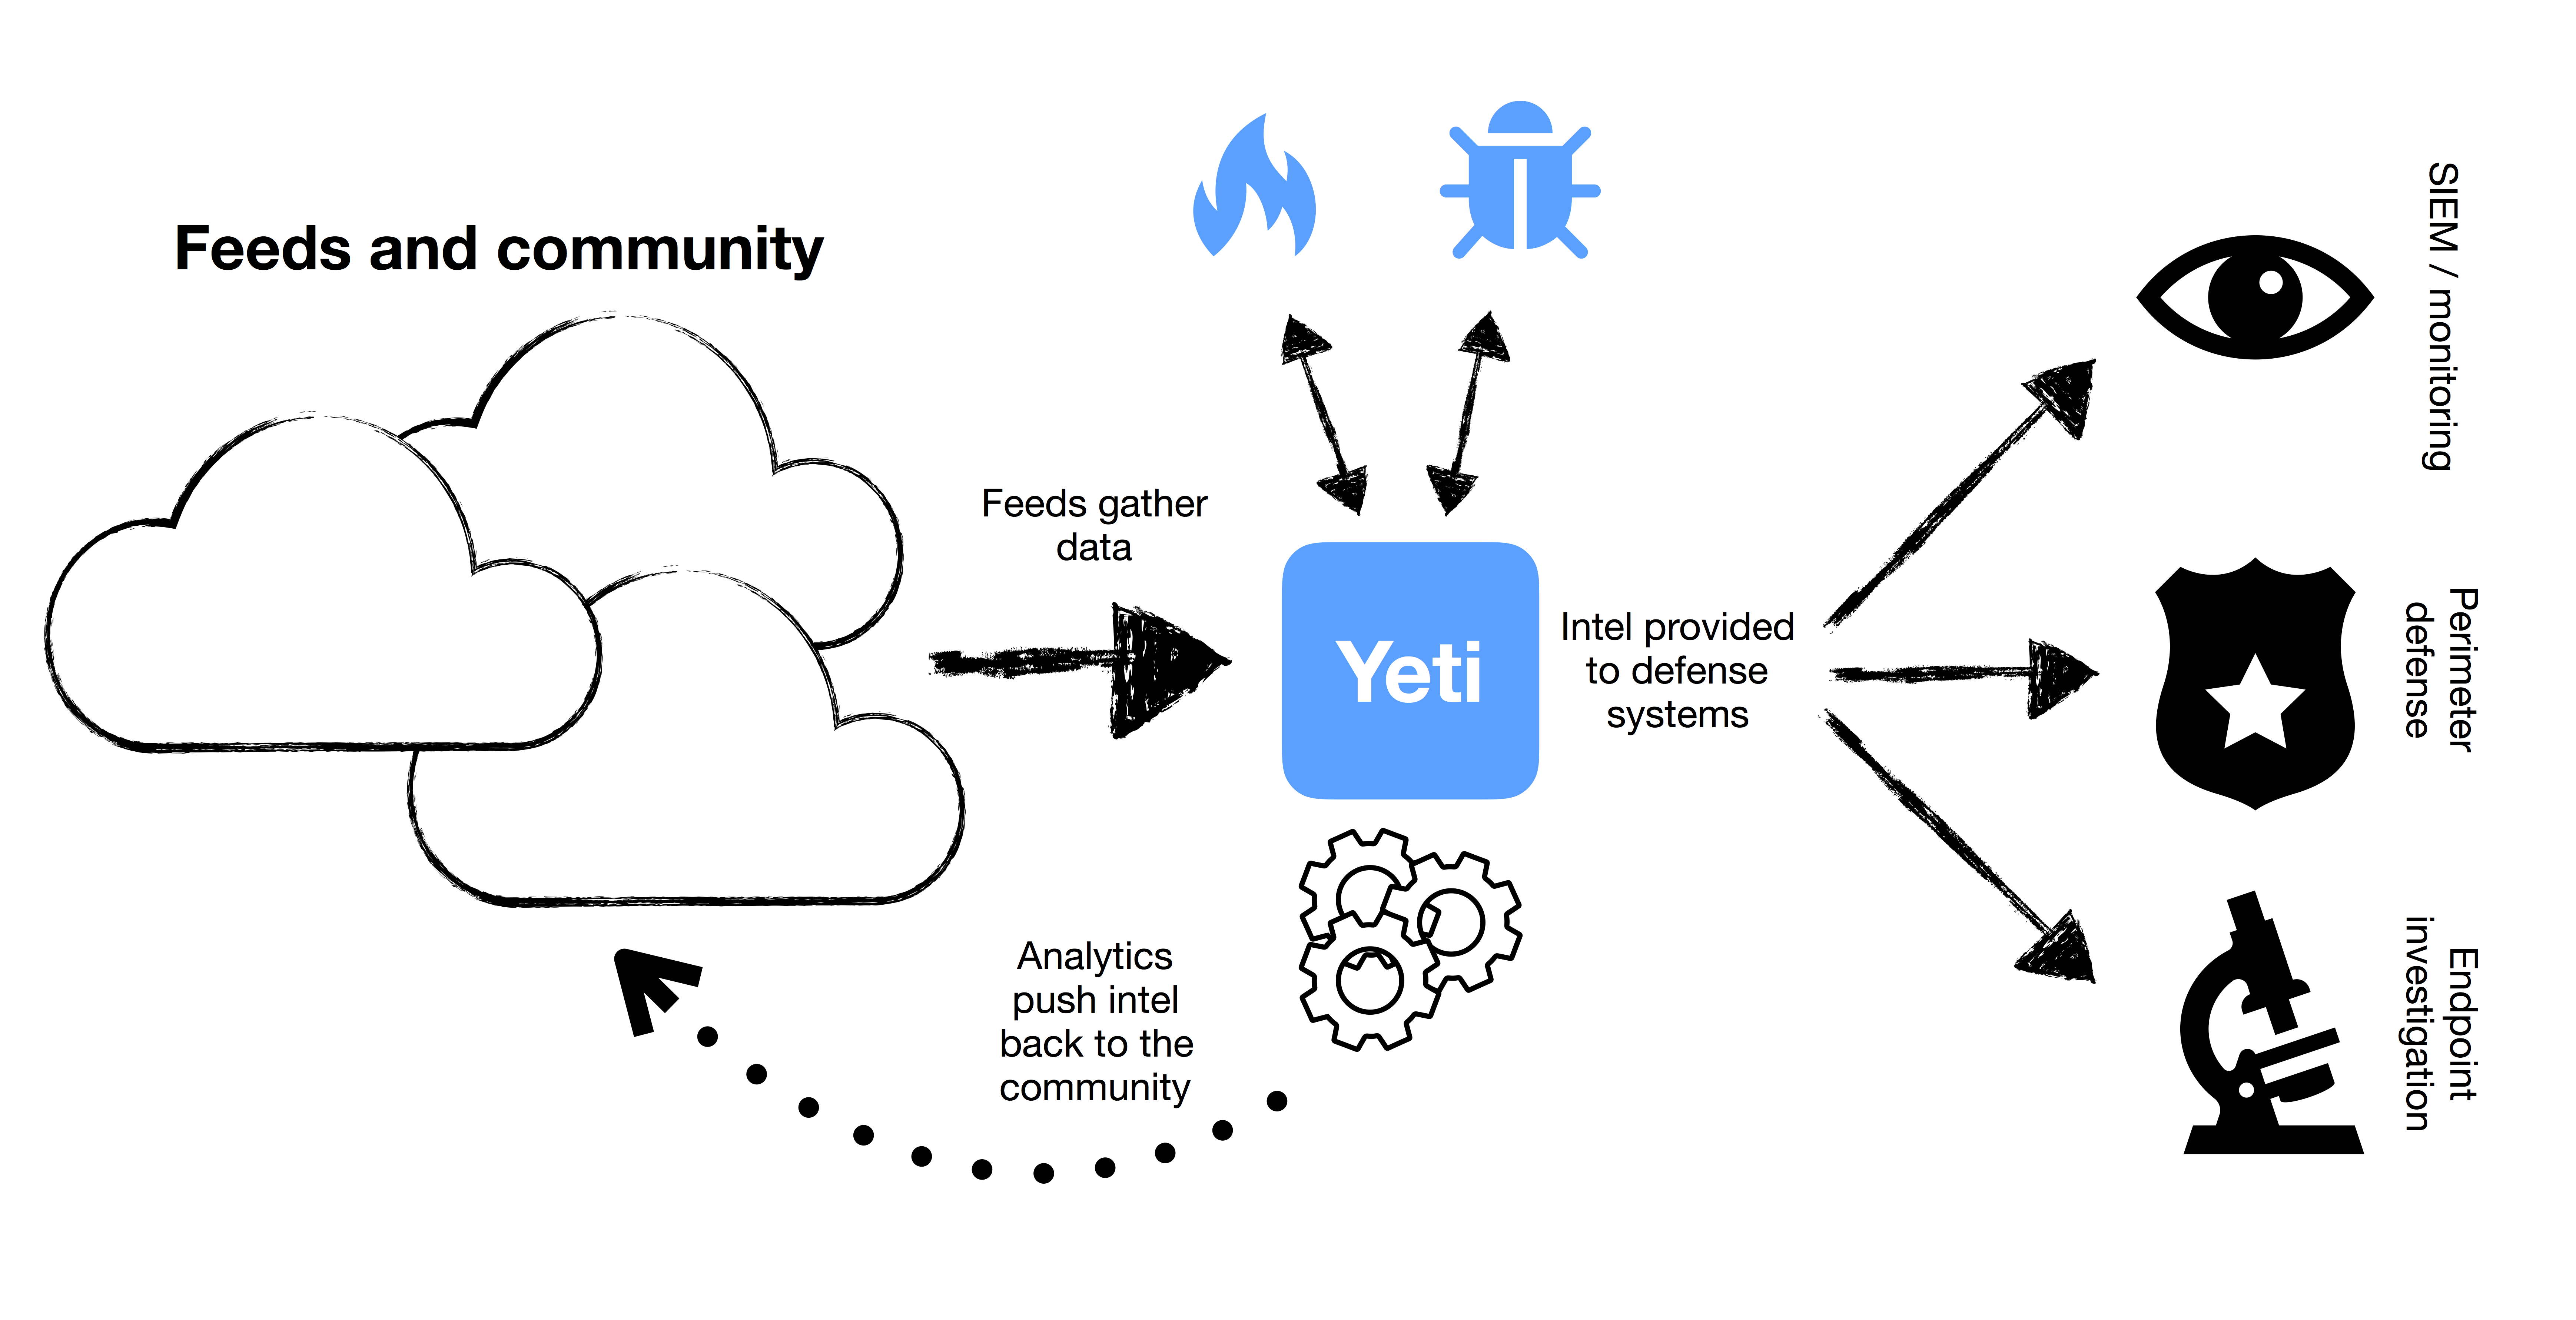 Feeds and community
Feeds gather
data
Yeti
Intel provided
to defense
systems
Analytics
push intel
back to the
community
SIEM / monitoring
Perimeter
defense
Endpoint
investigation